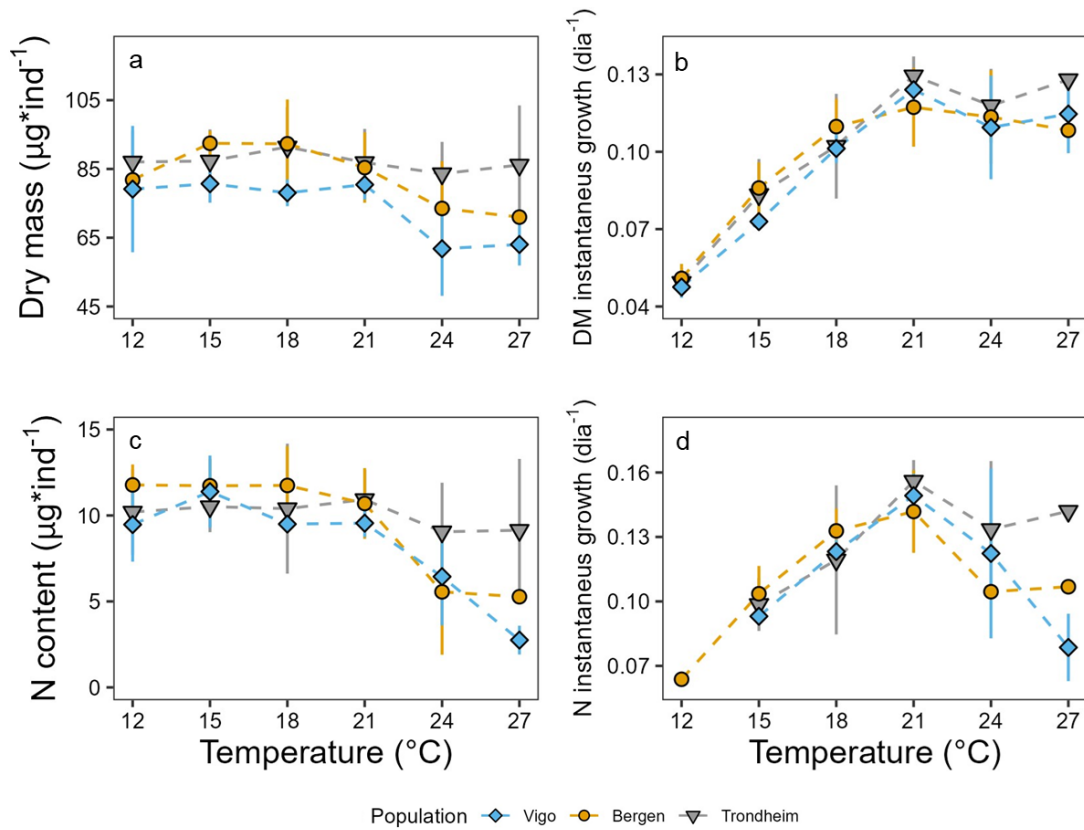 a
Dry mass (µg*ind⁻¹)
105
85
65
45
12 15 18 21 24 27
b
DM instantaneus growth (dia⁻¹)
0.13
0.10
0.07
0.04
12 15 18 21 24 27
c
N content (µg*ind⁻¹)
15
10
5
0
12 15 18 21 24 27
Temperature (°C)
d
N instantaneus growth (dia⁻¹)
0.16
0.13
0.10
0.07
12 15 18 21 24 27
Temperature (°C)
Population Vigo Bergen Trondheim